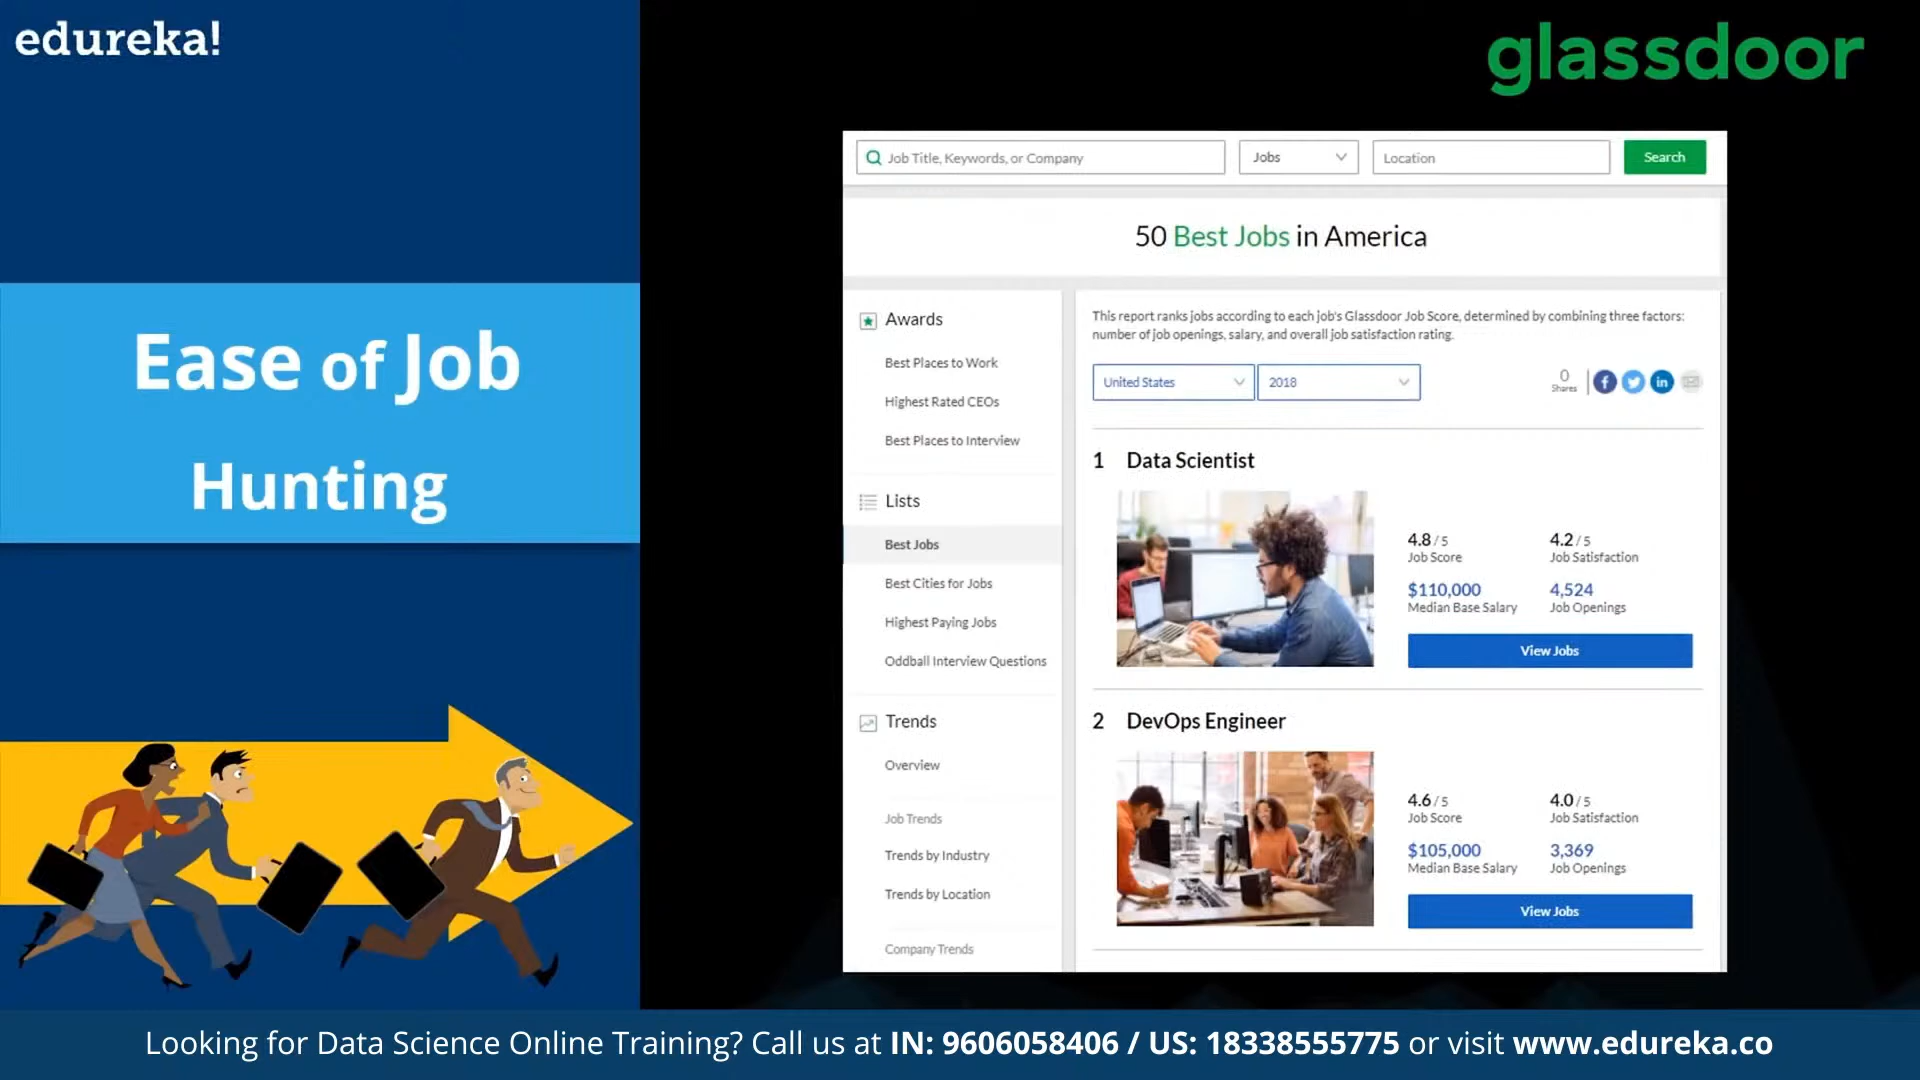 edureka!
glassdoor
Ease of Job
Hunting
Job Title, Keywords, or Company
Jobs
Location
Search
50 Best Jobs in America
Awards
Best Places to Work
Highest Rated CEOs
Best Places to Interview
Lists
Best Jobs
Best Cities for Jobs
Highest Paying Jobs
Oddball Interview Questions
Trends
Overview
Job Trends
Trends by Industry
Trends by Location
Company Trends
This report ranks jobs according to each job's Glassdoor Job Score, determined by combining three factors:
number of job openings, salary, and overall job satisfaction rating.
United States
2018
0
Shares
1 Data Scientist
4.8 / 5
Job Score
4.2 / 5
Job Satisfaction
$110,000
Median Base Salary
4,524
Job Openings
View Jobs
2 DevOps Engineer
4.6 / 5
Job Score
4.0 / 5
Job Satisfaction
$105,000
Median Base Salary
3,369
Job Openings
View Jobs
Looking for Data Science Online Training? Call us at IN: 9606058406 / US: 18338555775 or visit www.edureka.co